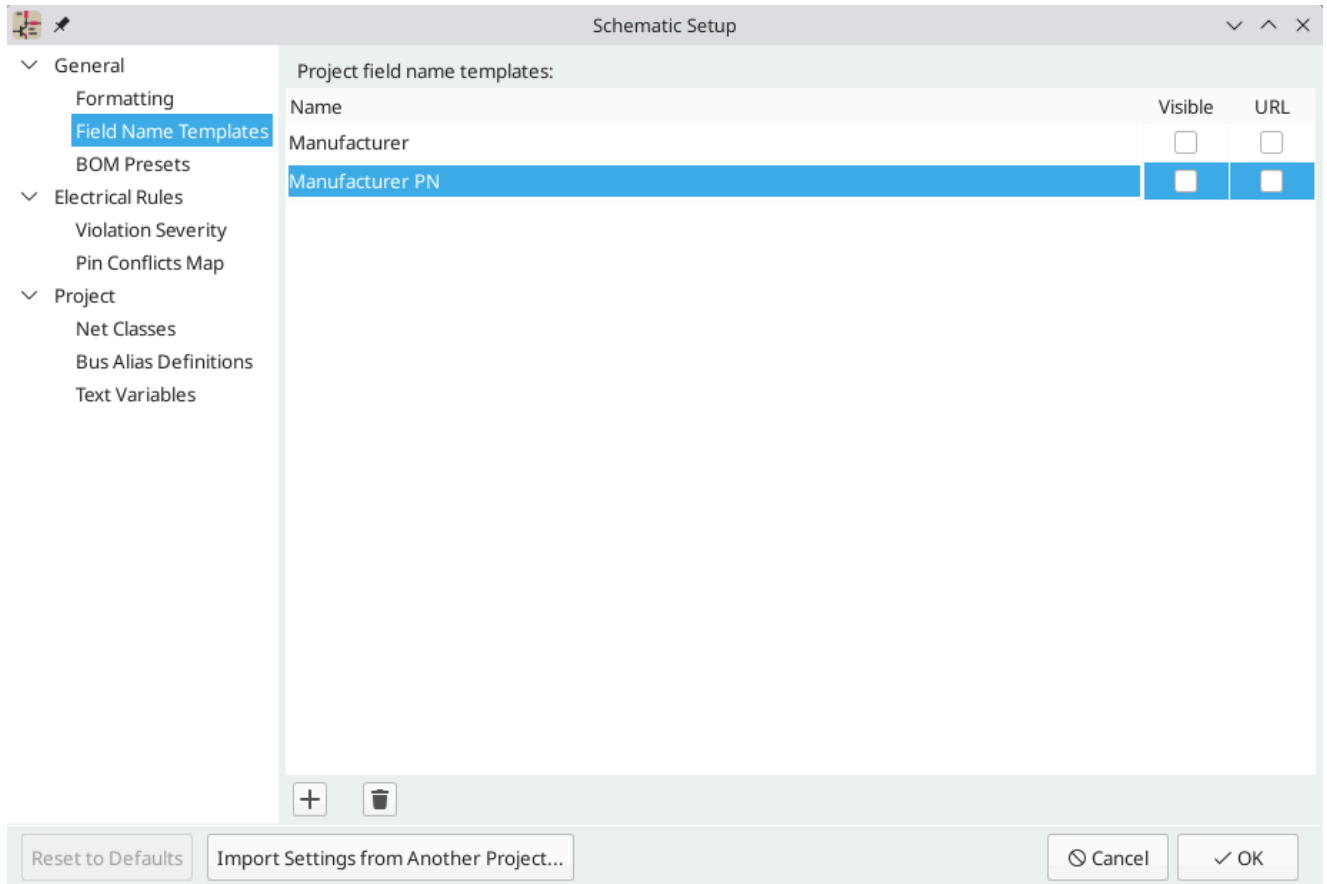 Schematic Setup
General
Formatting
Field Name Templates
BOM Presets
Electrical Rules
Violation Severity
Pin Conflicts Map
Project
Net Classes
Bus Alias Definitions
Text Variables
Project field name templates:
Name Visible URL
Manufacturer
Manufacturer PN
Reset to Defaults Import Settings from Another Project... Cancel OK